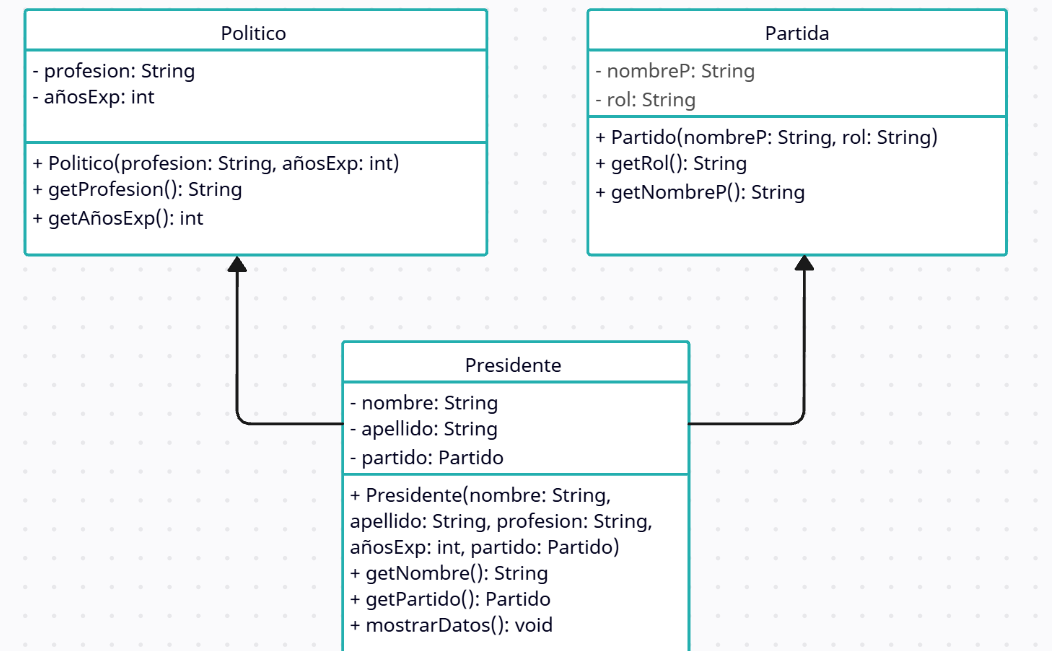 Politico
- profesion: String
- añosExp: int
+ Politico(profesion: String, añosExp: int)
+ getProfesion(): String
+ getAñosExp(): int
Partida
- nombreP: String
- rol: String
+ Partido(nombreP: String, rol: String)
+ getRol(): String
+ getNombreP(): String
Presidente
- nombre: String
- apellido: String
- partido: Partido
+ Presidente(nombre: String,
apellido: String, profesion: String,
añosExp: int, partido: Partido)
+ getNombre(): String
+ getPartido(): Partido
+ mostrarDatos(): void